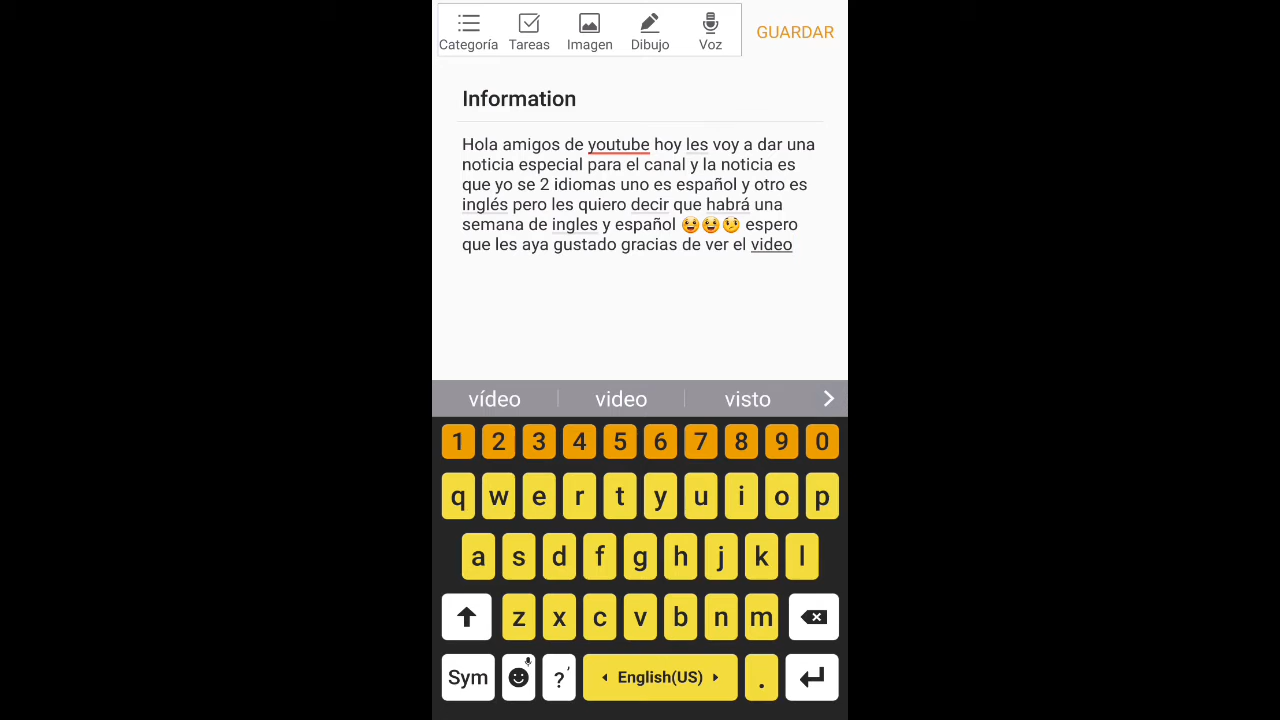 Categoría Tareas Imagen Dibujo Voz GUARDAR
Information
Hola amigos de youtube hoy les voy a dar una
noticia especial para el canal y la noticia es
que yo se 2 idiomas uno es español y otro es
inglés pero les quiero decir que habrá una
semana de ingles y español 😀😀🤨 espero
que les aya gustado gracias de ver el video
vídeo video visto
1 2 3 4 5 6 7 8 9 0
q w e r t y u i o p
a s d f g h j k l
z x c v b n m
Sym ?' English(US) .